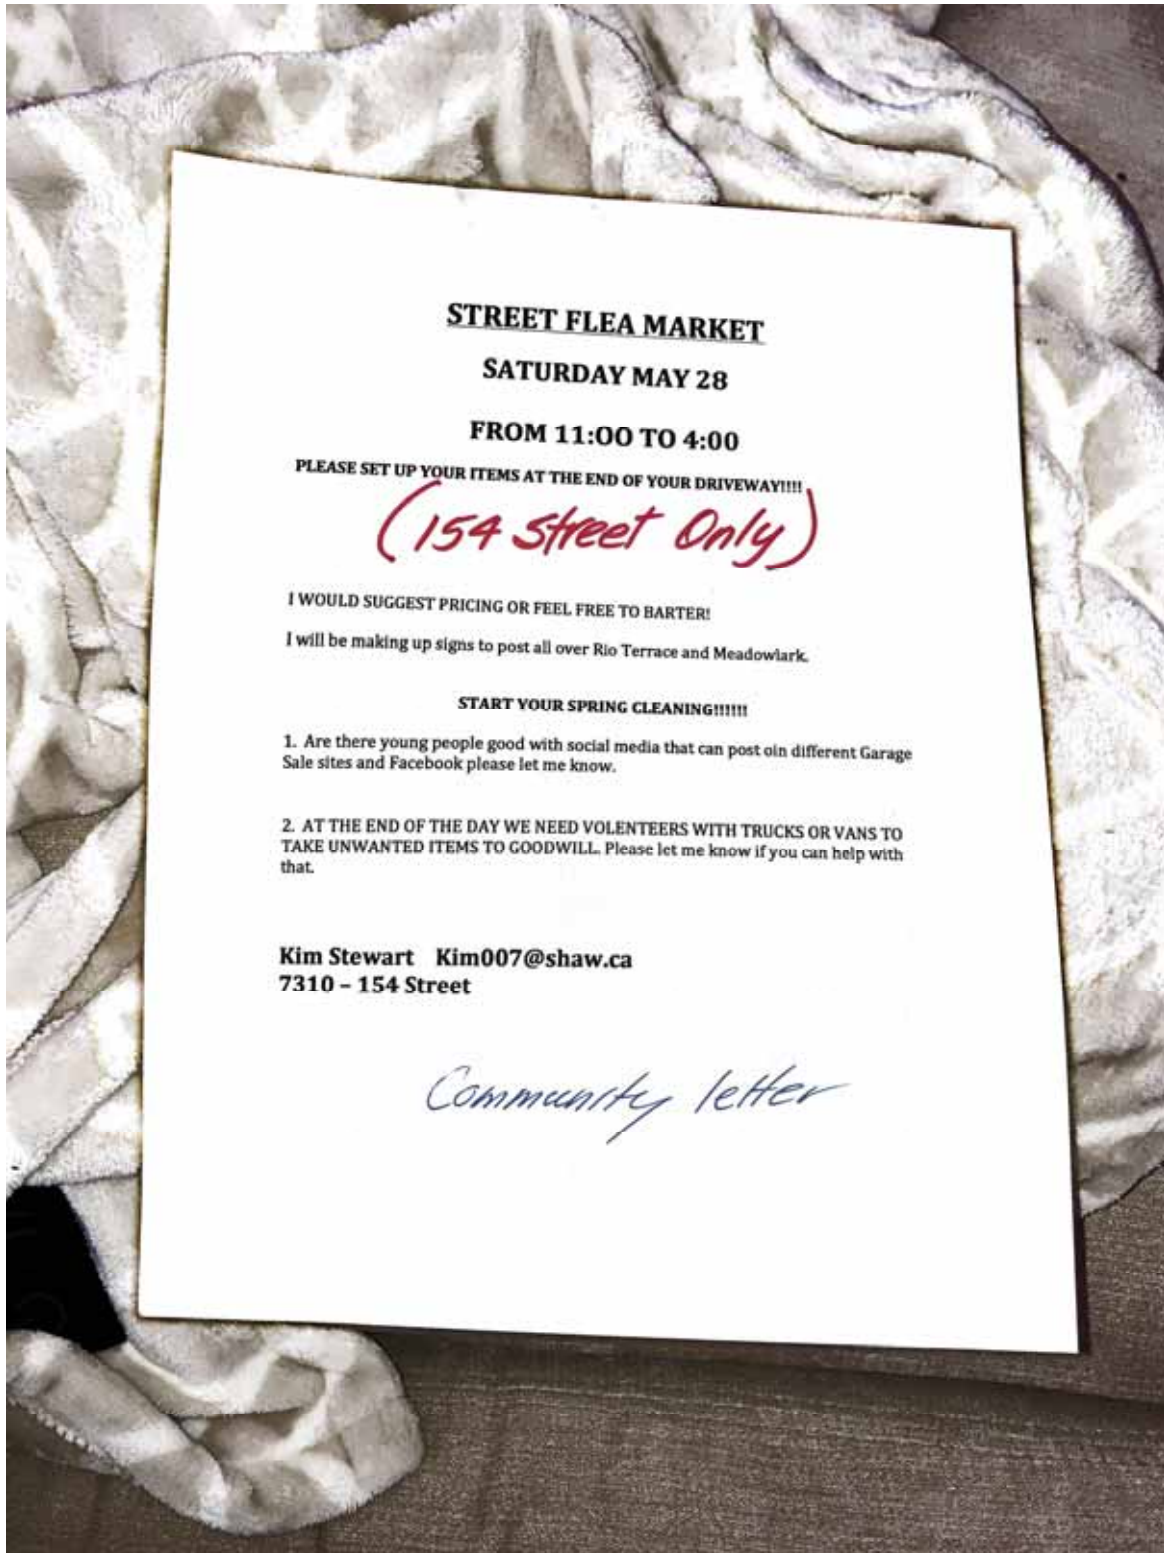 STREET FLEA MARKET
SATURDAY MAY 28
FROM 11:00 TO 4:00
PLEASE SET UP YOUR ITEMS AT THE END OF YOUR DRIVEWAY!!!!
(154 Street Only)
I WOULD SUGGEST PRICING OR FEEL FREE TO BARTER!
I will be making up signs to post all over Rio Terrace and Meadowlark.
START YOUR SPRING CLEANING!!!!!!
1. Are there young people good with social media that can post oin different Garage
Sale sites and Facebook please let me know.
2. AT THE END OF THE DAY WE NEED VOLENTEERS WITH TRUCKS OR VANS TO
TAKE UNWANTED ITEMS TO GOODWILL. Please let me know if you can help with
that.
Kim Stewart Kim007@shaw.ca
7310 – 154 Street
Community letter